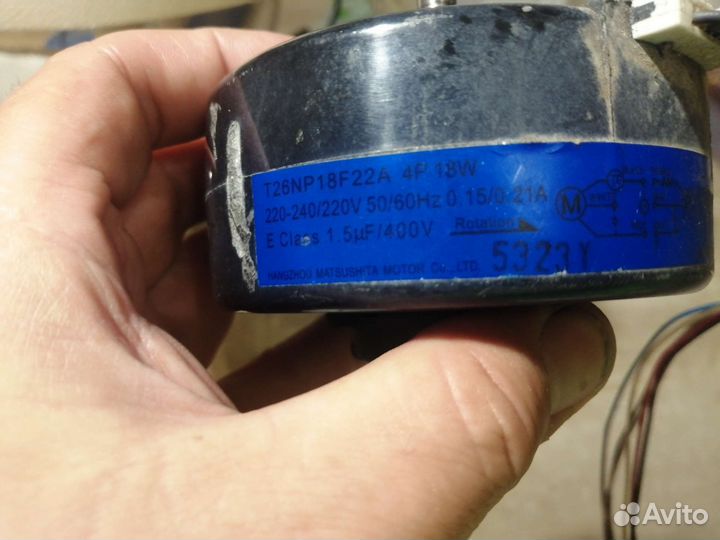 T26NP18F22A 4P 18W
220-240/220V 50/60Hz 0.15/0.21A
E Class 1.5µF/400V Rotation
HANGZHOU MATSUSHITA MOTOR CO.,LTD. 5323Y
M
Avito